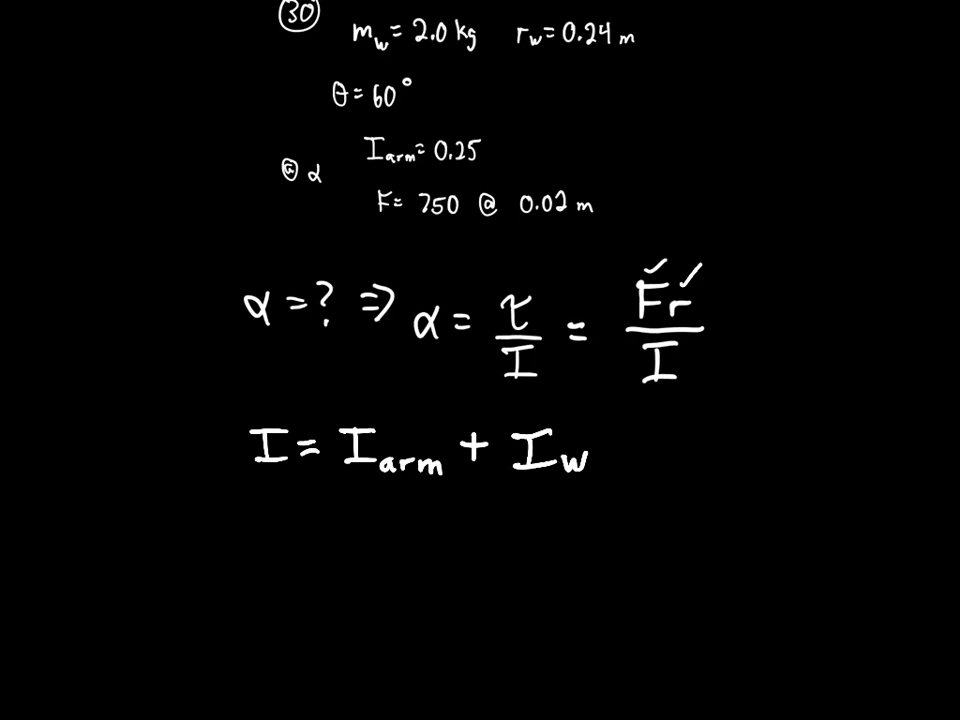 30 m_w = 2.0 kg r_w = 0.24 m
θ = 60°
I_arm = 0.25
ⓐ α
F = 750 @ 0.02 m
α = ? ⇒ α = τ/I = Fr/I
I = I_arm + I_w